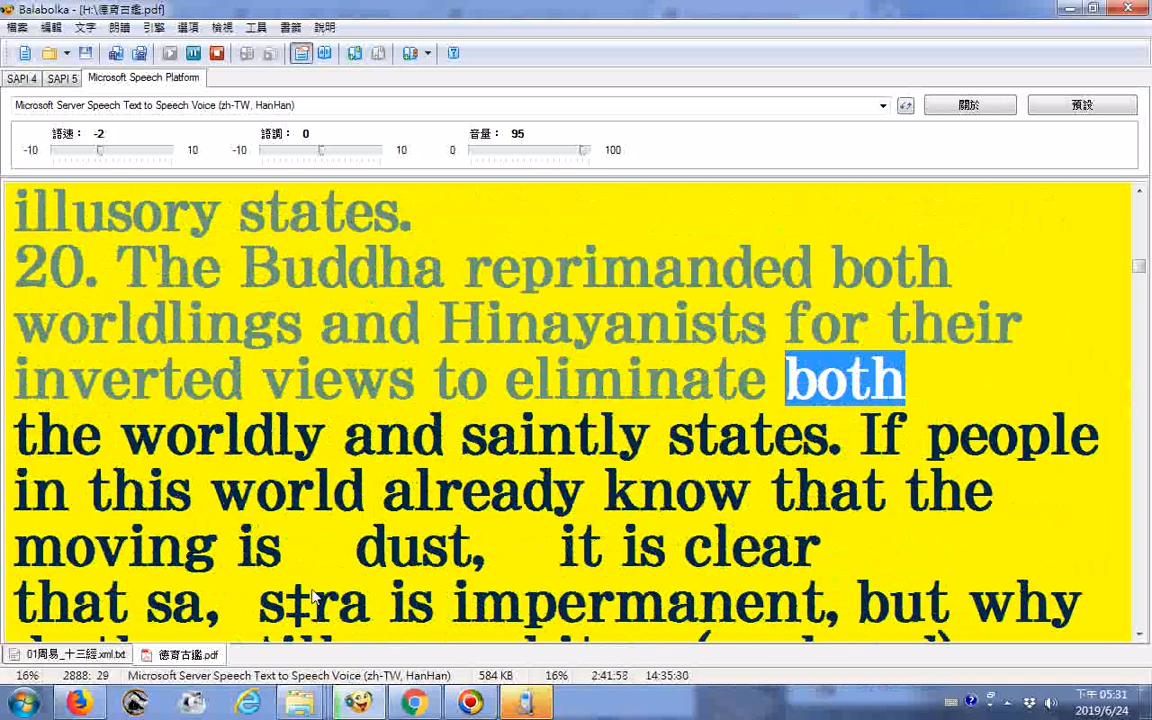 Balabolka - [H:\德育古鑑.pdf]
檔案 編輯 文字 朗讀 引擎 選項 檢視 工具 書籤 說明
SAPI 4 SAPI 5 Microsoft Speech Platform
Microsoft Server Speech Text to Speech Voice (zh-TW, HanHan) 關於 預設
語速： -2 語調： 0 音量： 95
-10 10 -10 10 0 100
illusory states.
20. The Buddha reprimanded both
worldlings and Hinayanists for their
inverted views to eliminate both
the worldly and saintly states. If people
in this world already know that the
moving is dust, it is clear
that sa, s‡ra is impermanent, but why
01周易_十三經.xml.txt 德育古鑑.pdf
16% 2888: 29 Microsoft Server Speech Text to Speech Voice (zh-TW, HanHan) 584 KB 16% 2:41:58 14:35:30
下午 05:31
2019/6/24